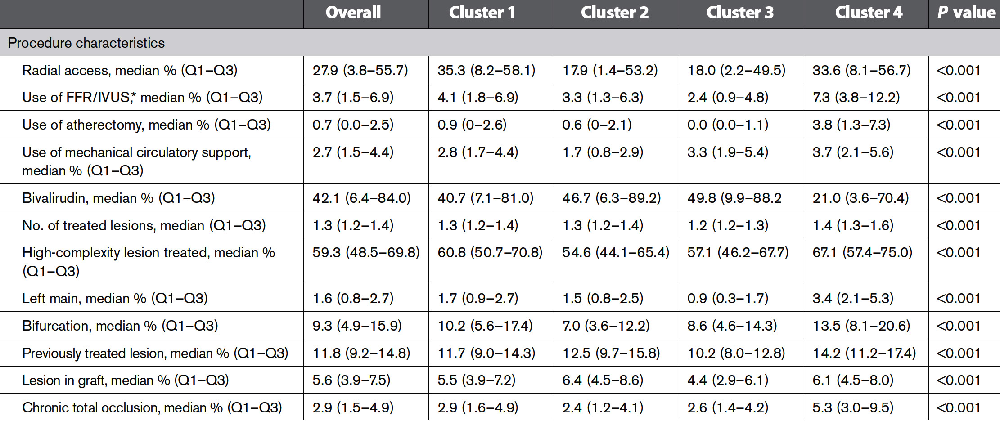 Overall Cluster 1 Cluster 2 Cluster 3 Cluster 4 P value
Procedure characteristics
Radial access, median % (Q1–Q3) 27.9 (3.8–55.7) 35.3 (8.2–58.1) 17.9 (1.4–53.2) 18.0 (2.2–49.5) 33.6 (8.1–56.7) <0.001
Use of FFR/IVUS,* median % (Q1–Q3) 3.7 (1.5–6.9) 4.1 (1.8–6.9) 3.3 (1.3–6.3) 2.4 (0.9–4.8) 7.3 (3.8–12.2) <0.001
Use of atherectomy, median % (Q1–Q3) 0.7 (0.0–2.5) 0.9 (0–2.6) 0.6 (0–2.1) 0.0 (0.0–1.1) 3.8 (1.3–7.3) <0.001
Use of mechanical circulatory support, 2.7 (1.5–4.4) 2.8 (1.7–4.4) 1.7 (0.8–2.9) 3.3 (1.9–5.4) 3.7 (2.1–5.6) <0.001
median % (Q1–Q3)
Bivalirudin, median % (Q1–Q3) 42.1 (6.4–84.0) 40.7 (7.1–81.0) 46.7 (6.3–89.2) 49.8 (9.9–88.2 21.0 (3.6–70.4) <0.001
No. of treated lesions, median (Q1–Q3) 1.3 (1.2–1.4) 1.3 (1.2–1.4) 1.3 (1.2–1.4) 1.2 (1.2–1.3) 1.4 (1.3–1.6) <0.001
High-complexity lesion treated, median % 59.3 (48.5–69.8) 60.8 (50.7–70.8) 54.6 (44.1–65.4) 57.1 (46.2–67.7) 67.1 (57.4–75.0) <0.001
(Q1–Q3)
Left main, median % (Q1–Q3) 1.6 (0.8–2.7) 1.7 (0.9–2.7) 1.5 (0.8–2.5) 0.9 (0.3–1.7) 3.4 (2.1–5.3) <0.001
Bifurcation, median % (Q1–Q3) 9.3 (4.9–15.9) 10.2 (5.6–17.4) 7.0 (3.6–12.2) 8.6 (4.6–14.3) 13.5 (8.1–20.6) <0.001
Previously treated lesion, median % (Q1–Q3) 11.8 (9.2–14.8) 11.7 (9.0–14.3) 12.5 (9.7–15.8) 10.2 (8.0–12.8) 14.2 (11.2–17.4) <0.001
Lesion in graft, median % (Q1–Q3) 5.6 (3.9–7.5) 5.5 (3.9–7.2) 6.4 (4.5–8.6) 4.4 (2.9–6.1) 6.1 (4.5–8.0) <0.001
Chronic total occlusion, median % (Q1–Q3) 2.9 (1.5–4.9) 2.9 (1.6–4.9) 2.4 (1.2–4.1) 2.6 (1.4–4.2) 5.3 (3.0–9.5) <0.001